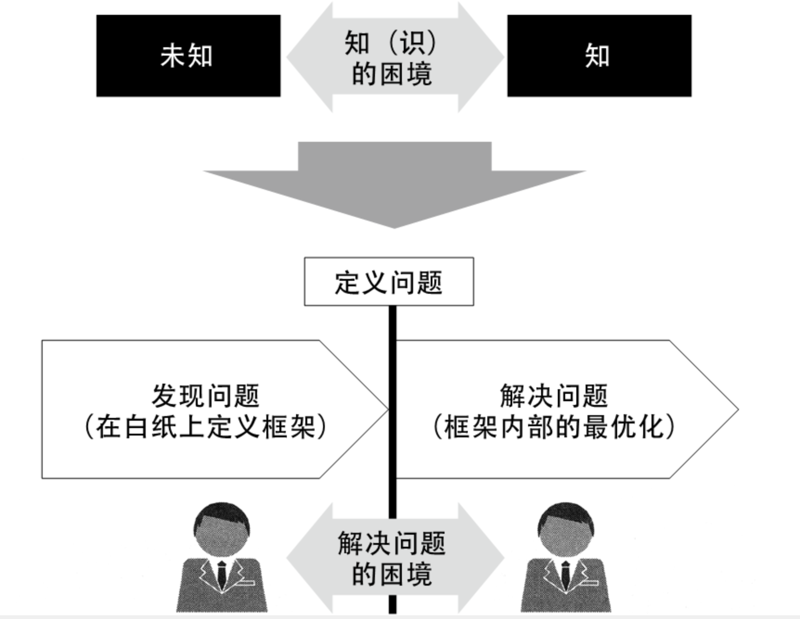 未知
知（识）
的困境
知
定义问题
发现问题
（在白纸上定义框架）
解决问题
（框架内部的最优化）
解决问题
的困境